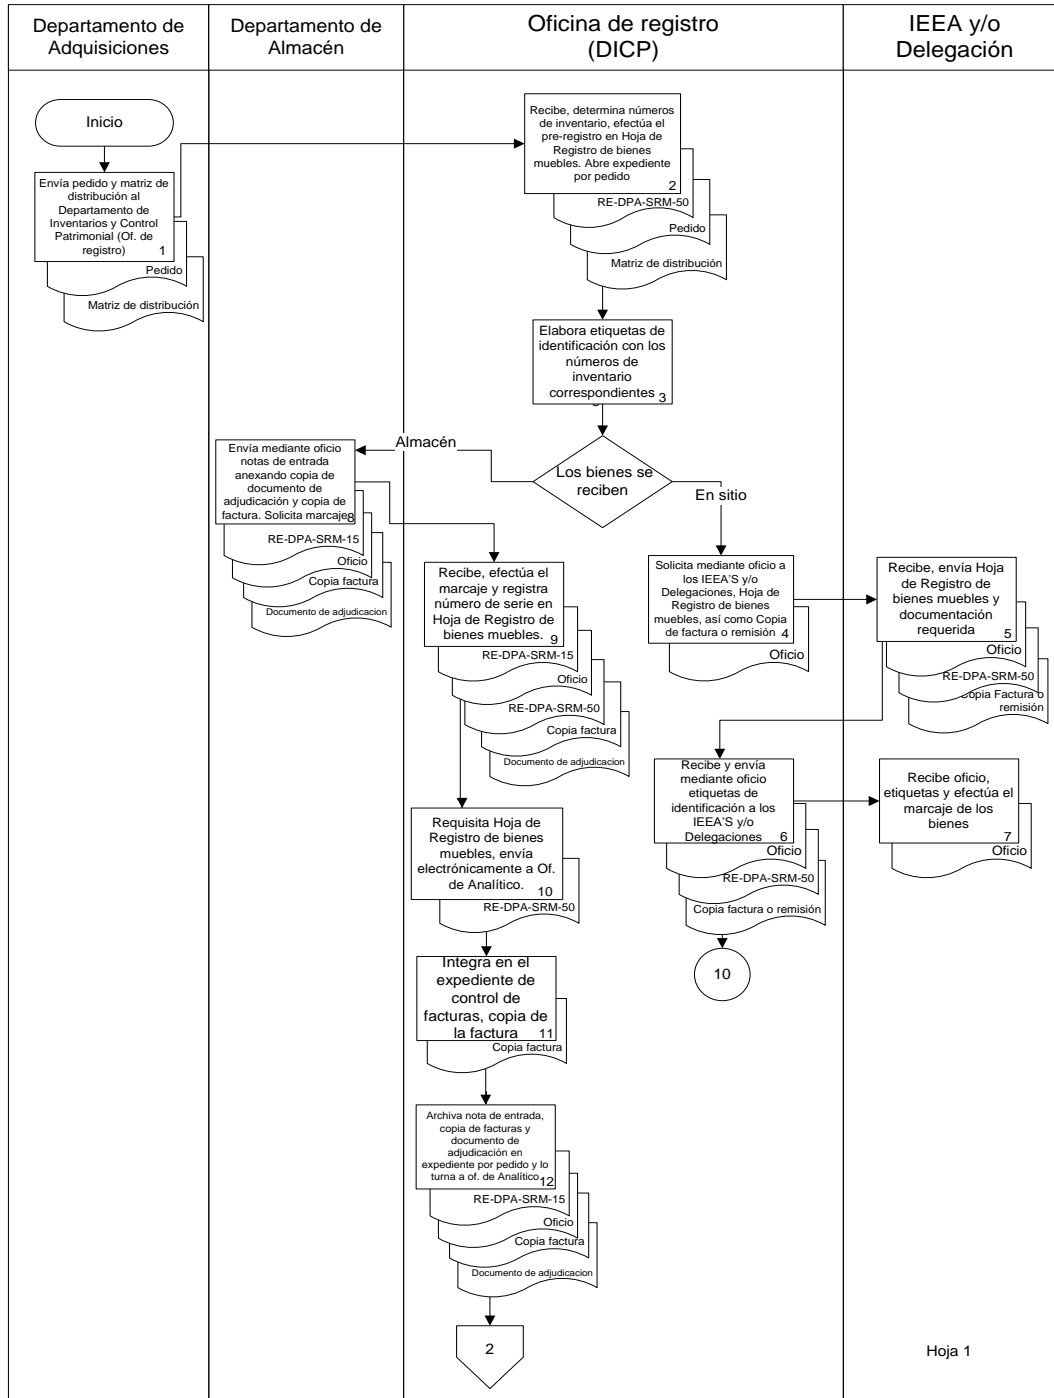 Departamento de
Adquisiciones
Departamento de
Almacén
Oficina de registro
(DICP)
IEEA y/o
Delegación
Inicio
Envía pedido y matriz de
distribución al
Departamento de
Inventarios y Control
Patrimonial (Of. de
registro)
1
Pedido
Matriz de distribución
Recibe, determina números
de inventario, efectúa el
pre-registro en Hoja de
Registro de bienes
muebles. Abre expediente
por pedido
2
RE-DPA-SRM-50
Pedido
Matriz de distribución
Elabora etiquetas de
identificación con los
números de
inventario
correspondientes
3
Los bienes se
reciben
Almacén
En sitio
Envía mediante oficio
notas de entrada
anexando copia de
documento de
adjudicación y copia de
factura. Solicita marcaje
8
RE-DPA-SRM-15
Oficio
Copia factura
Documento de adjudicacion
Recibe, efectúa el
marcaje y registra
número de serie en
Hoja de Registro de
bienes muebles.
9
RE-DPA-SRM-15
Oficio
RE-DPA-SRM-50
Copia factura
Documento de adjudicacion
Solicita mediante oficio a
los IEEA'S y/o
Delegaciones, Hoja de
Registro de bienes
muebles, así como Copia
de factura o remisión
4
Oficio
Recibe, envía Hoja
de Registro de
bienes muebles y
documentación
requerida
5
Oficio
RE-DPA-SRM-50
Copia Factura o
remisión
Recibe y envía
mediante oficio
etiquetas de
identificación a los
IEEA'S y/o
Delegaciones
6
Oficio
RE-DPA-SRM-50
Copia factura o remisión
10
Recibe oficio,
etiquetas y efectúa el
marcaje de los
bienes
7
Oficio
Requisita Hoja de
Registro de bienes
muebles, envía
electrónicamente a Of.
de Analítico.
10
RE-DPA-SRM-50
Integra en el
expediente de
control de
facturas, copia de
la factura
11
Copia factura
Archiva nota de entrada,
copia de facturas y
documento de
adjudicación en
expediente por pedido y lo
turna a of. de Analítico
12
RE-DPA-SRM-15
Oficio
Copia factura
Documento de adjudicacion
2
Hoja 1